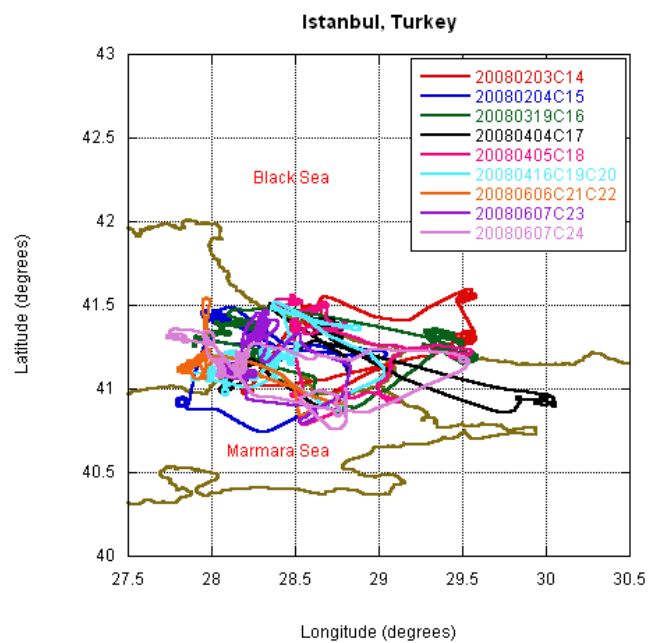 Istanbul, Turkey
43
42.5
42
41.5
41
40.5
40
27.5
28
28.5
29
29.5
30
30.5
Latitude (degrees)
Longitude (degrees)
20080203C14
20080204C15
20080319C16
20080404C17
20080405C18
20080416C19C20
20080606C21C22
20080607C23
20080607C24
Black Sea
Marmara Sea